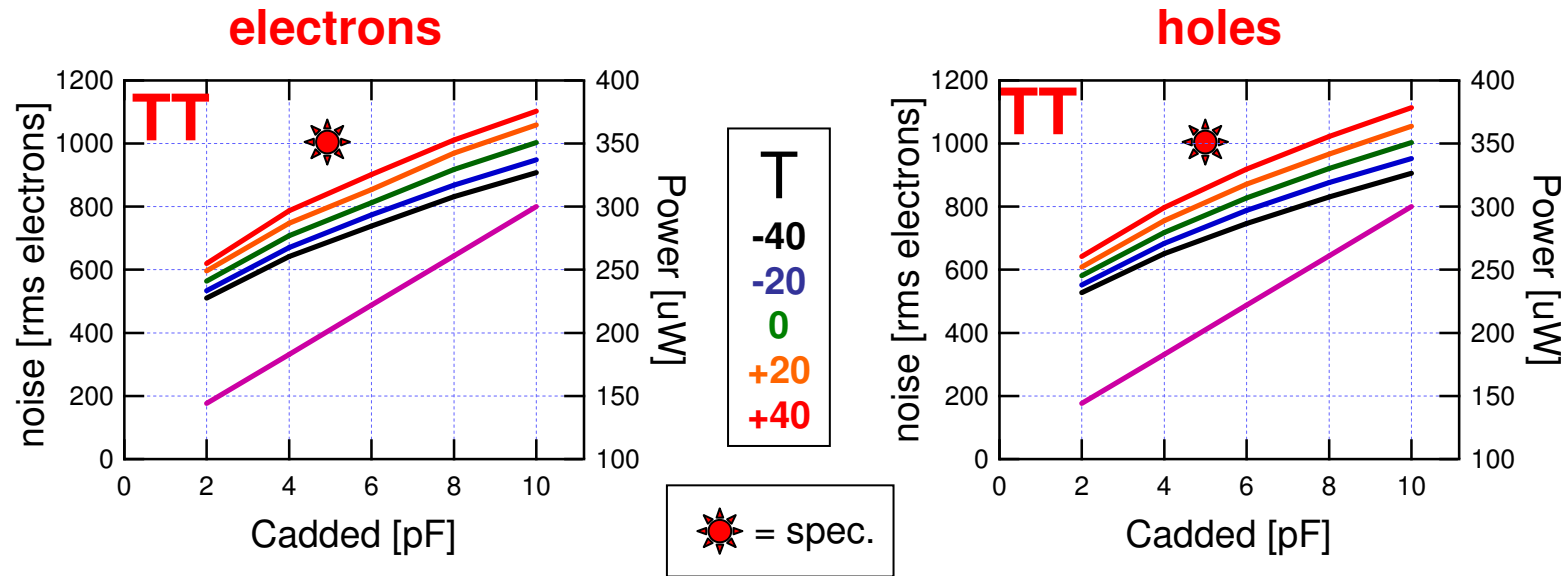 electrons
TT
1200
1000
800
600
400
200
0
noise [rms electrons]
0 2 4 6 8 10
Cadded [pF]
400
350
300
250
200
150
100
Power [uW]
T
-40
-20
0
+20
+40
= spec.
holes
TT
1200
1000
800
600
400
200
0
noise [rms electrons]
0 2 4 6 8 10
Cadded [pF]
400
350
300
250
200
150
100
Power [uW]